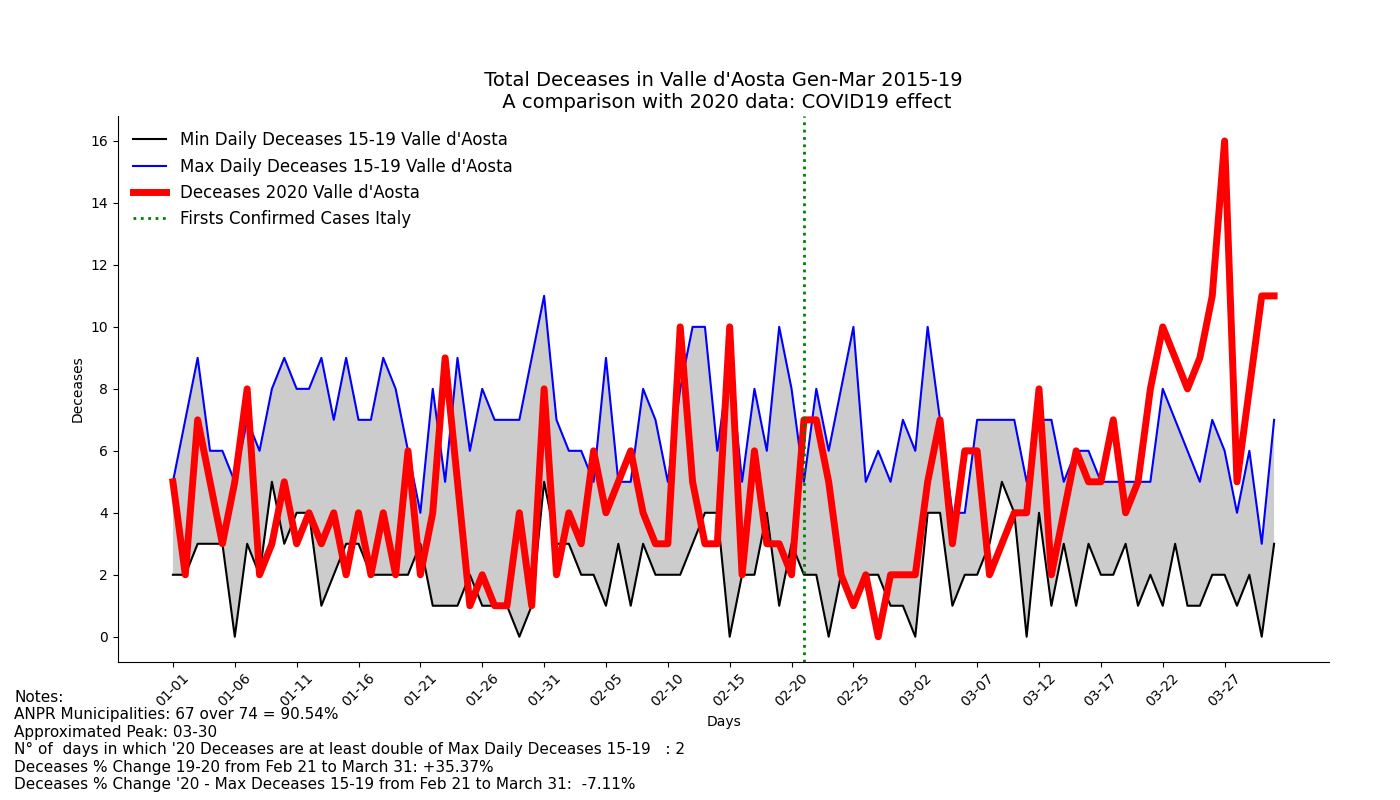 Total Deceases in Valle d'Aosta Gen-Mar 2015-19
A comparison with 2020 data: COVID19 effect
Min Daily Deceases 15-19 Valle d'Aosta
Max Daily Deceases 15-19 Valle d'Aosta
Deceases 2020 Valle d'Aosta
Firsts Confirmed Cases Italy
16
14
12
10
8
6
4
2
0
Deceases
01-01 01-06 01-11 01-16 01-21 01-26 01-31 02-05 02-10 02-15 02-20 02-25 03-02 03-07 03-12 03-17 03-22 03-27
Days
Notes:
ANPR Municipalities: 67 over 74 = 90.54%
Approximated Peak: 03-30
N° of  days in which '20 Deceases are at least double of Max Daily Deceases 15-19   : 2
Deceases % Change 19-20 from Feb 21 to March 31: +35.37%
Deceases % Change '20 - Max Deceases 15-19 from Feb 21 to March 31:  -7.11%